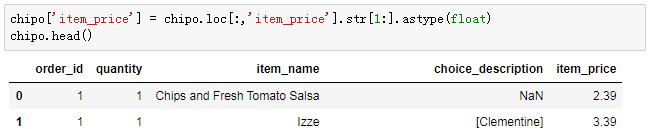 chipo['item_price'] = chipo.loc[:,'item_price'].str[1:].astype(float)
chipo.head()
order_id quantity item_name choice_description item_price
0 1 1 Chips and Fresh Tomato Salsa NaN 2.39
1 1 1 Izze [Clementine] 3.39